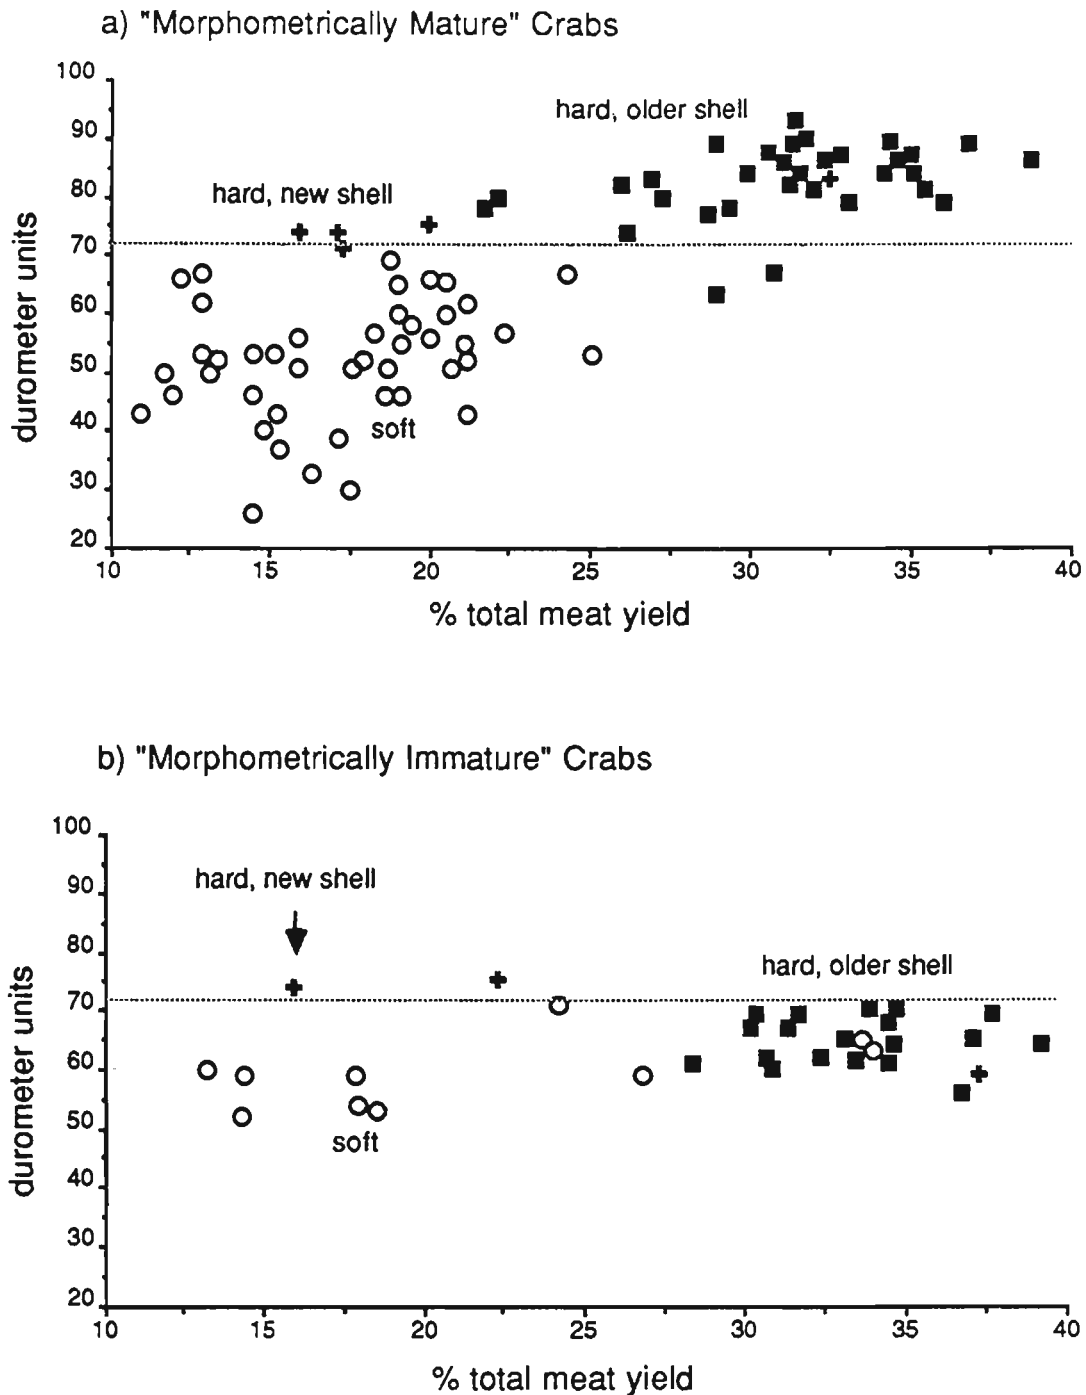 a) "Morphometrically Mature" Crabs
100
90
80
70
60
50
40
30
20
durometer units
hard, older shell
hard, new shell
soft
10 15 20 25 30 35 40
% total meat yield
b) "Morphometrically Immature" Crabs
100
90
80
70
60
50
40
30
20
durometer units
hard, new shell
hard, older shell
soft
10 15 20 25 30 35 40
% total meat yield